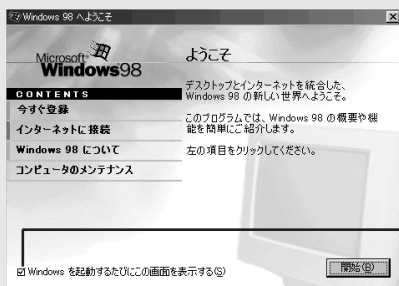 Windows 98 へようこそ
Microsoft
Windows98
ようこそ
CONTENTS
今すぐ登録
インターネットに接続
Windows 98 について
コンピュータのメンテナンス
デスクトップとインターネットを統合した、
Windows 98 の新しい世界へようこそ。
このプログラムでは、Windows 98 の概要や機
能を簡単にご紹介します。
左の項目をクリックしてください。
Windows を起動するたびにこの画面を表示する(S)
開始(B)